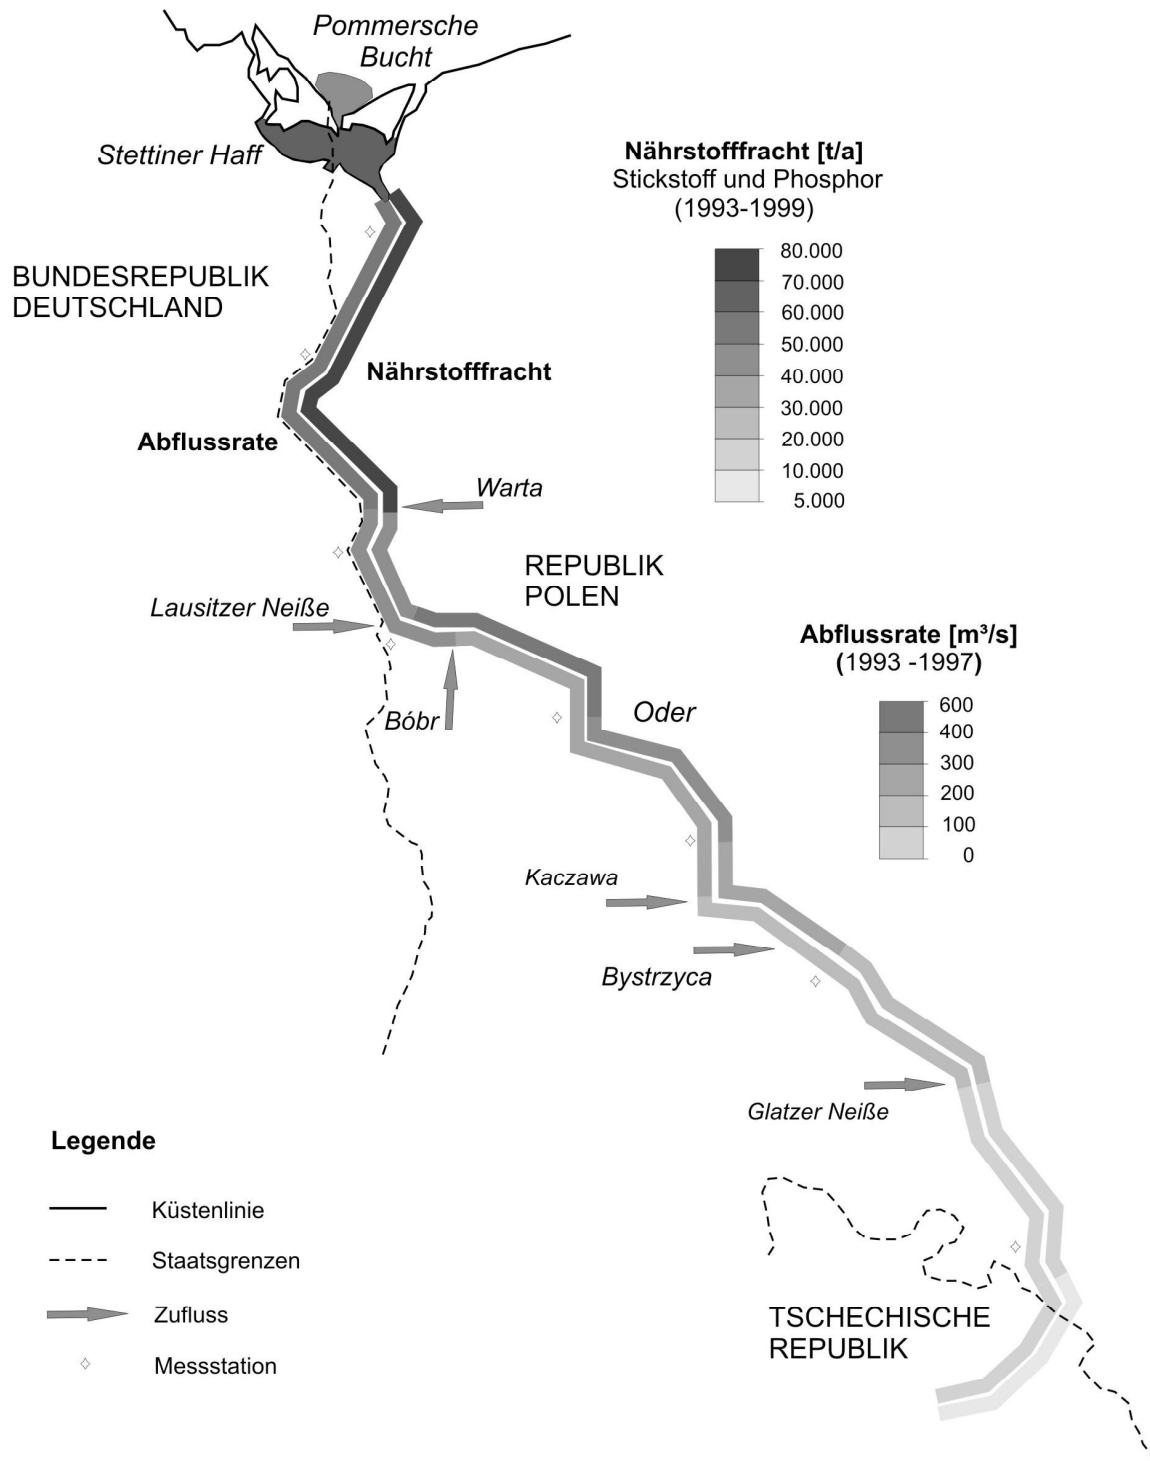 Pommersche
Bucht
Stettiner Haff
Nährstofffracht [t/a]
Stickstoff und Phosphor
(1993-1999)
80.000
70.000
60.000
50.000
40.000
30.000
20.000
10.000
5.000
BUNDESREPUBLIK
DEUTSCHLAND
Nährstofffracht
Abflussrate
Warta
REPUBLIK
POLEN
Lausitzer Neiße
Bóbr
Oder
Abflussrate [m³/s]
(1993 -1997)
600
400
300
200
100
0
Kaczawa
Bystrzyca
Glatzer Neiße
Legende
Küstenlinie
Staatsgrenzen
Zufluss
Messstation
TSCHECHISCHE
REPUBLIK